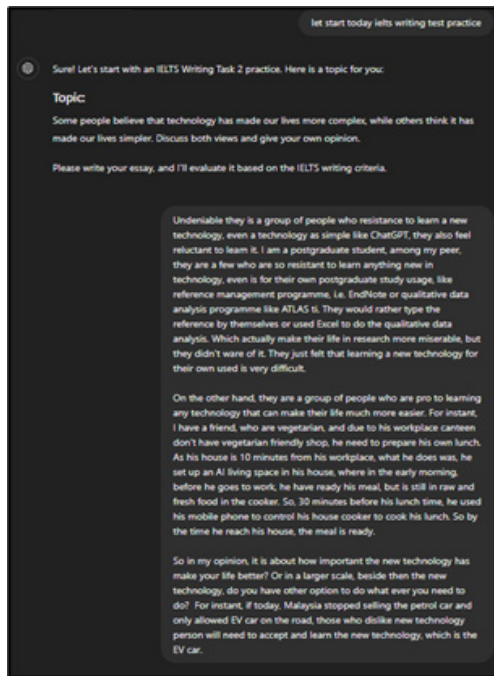 let start today ielts writing test practice
Sure! Let's start with an IELTS Writing Task 2 practice. Here is a topic for you:
Topic:
Some people believe that technology has made our lives more complex, while others think it has
made our lives simpler. Discuss both views and give your own opinion.
Please write your essay, and I'll evaluate it based on the IELTS writing criteria.
Undeniable they is a group of people who resistance to learn a new
technology, even a technology as simple like ChatGPT, they also feel
reluctant to learn it. I am a postgraduate student, among my peer,
they are a few who are so resistant to learn anything new in
technology, even is for their own postgraduate study usage, like
reference management programme, i.e. EndNote or qualitative data
analysis programme like ATLAS ti. They would rather type the
reference by themselves or used Excel to do the qualitative data
analysis. Which actually make their life in research more miserable, but
they didn't ware of it. They just felt that learning a new technology for
their own used is very difficult.
On the other hand, they are a group of people who are pro to learning
any technology that can make their life much more easier. For instant,
I have a friend, who are vegetarian, and due to his workplace canteen
don't have vegetarian friendly shop, he need to prepare his own lunch.
As his house is 10 minutes from his workplace, what he does was, he
set up an AI living space in his house, where in the early morning,
before he goes to work, he have ready his meal, but is still in raw and
fresh food in the cooker. So, 30 minutes before his lunch time, he used
his mobile phone to control his house cooker to cook his lunch. So by
the time he reach his house, the meal is ready.
So in my opinion, it is about how important the new technology has
make your life better? Or in a larger scale, beside then the new
technology, do you have other option to do what ever you need to
do? For instant, if today, Malaysia stopped selling the petrol car and
only allowed EV car on the road, those who dislike new technology
person will need to accept and learn the new technology, which is the
EV car.